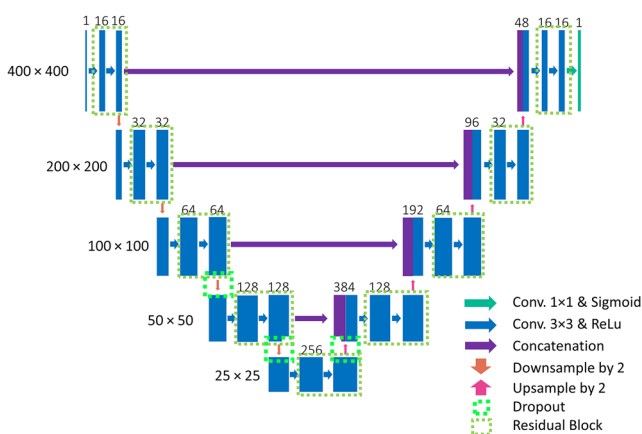 1 16 16
48 16 16 1
400 × 400
32 32
96 32
200 × 200
64 64
192 64
100 × 100
128 128
384 128
50 × 50
256
25 × 25
Conv. 1×1 & Sigmoid
Conv. 3×3 & ReLu
Concatenation
Downsample by 2
Upsample by 2
Dropout
Residual Block